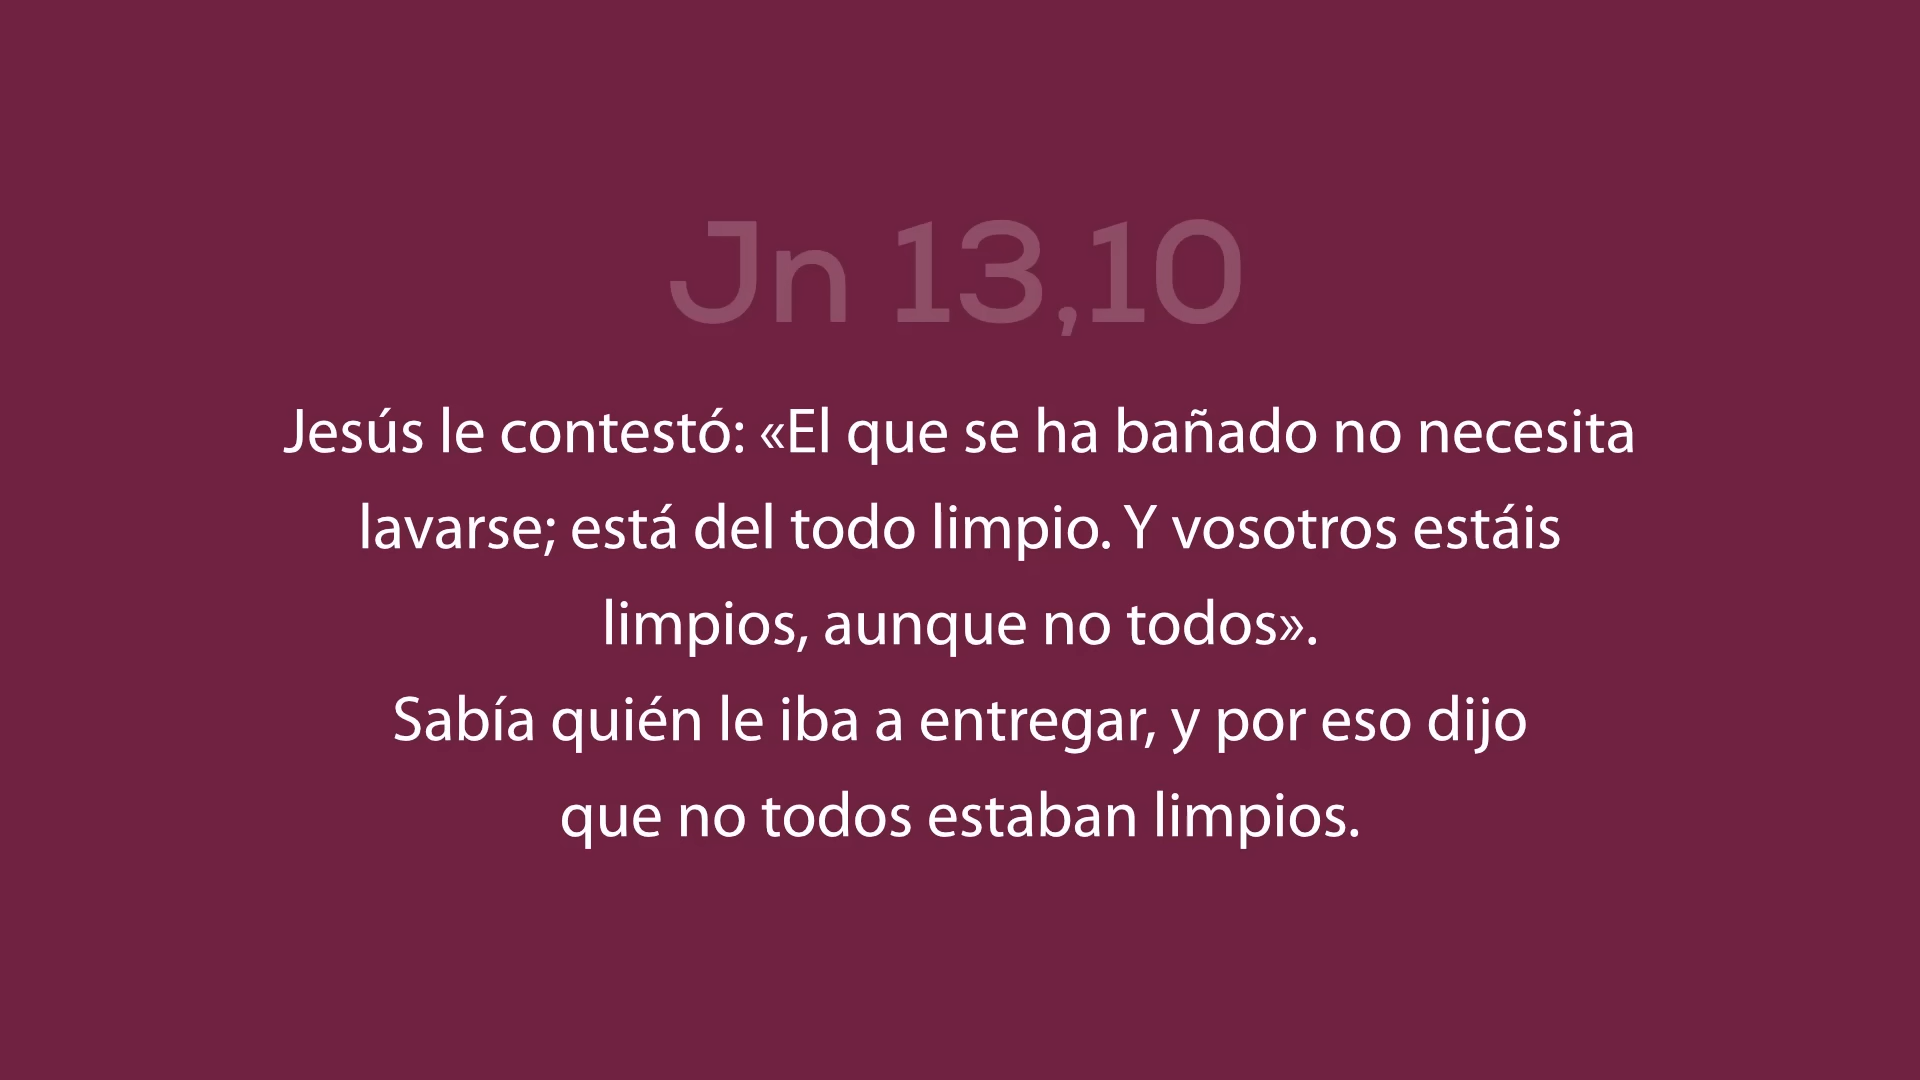 Jn 13,10
Jesús le contestó: «El que se ha bañado no necesita
lavarse; está del todo limpio. Y vosotros estáis
limpios, aunque no todos».
Sabía quién le iba a entregar, y por eso dijo
que no todos estaban limpios.